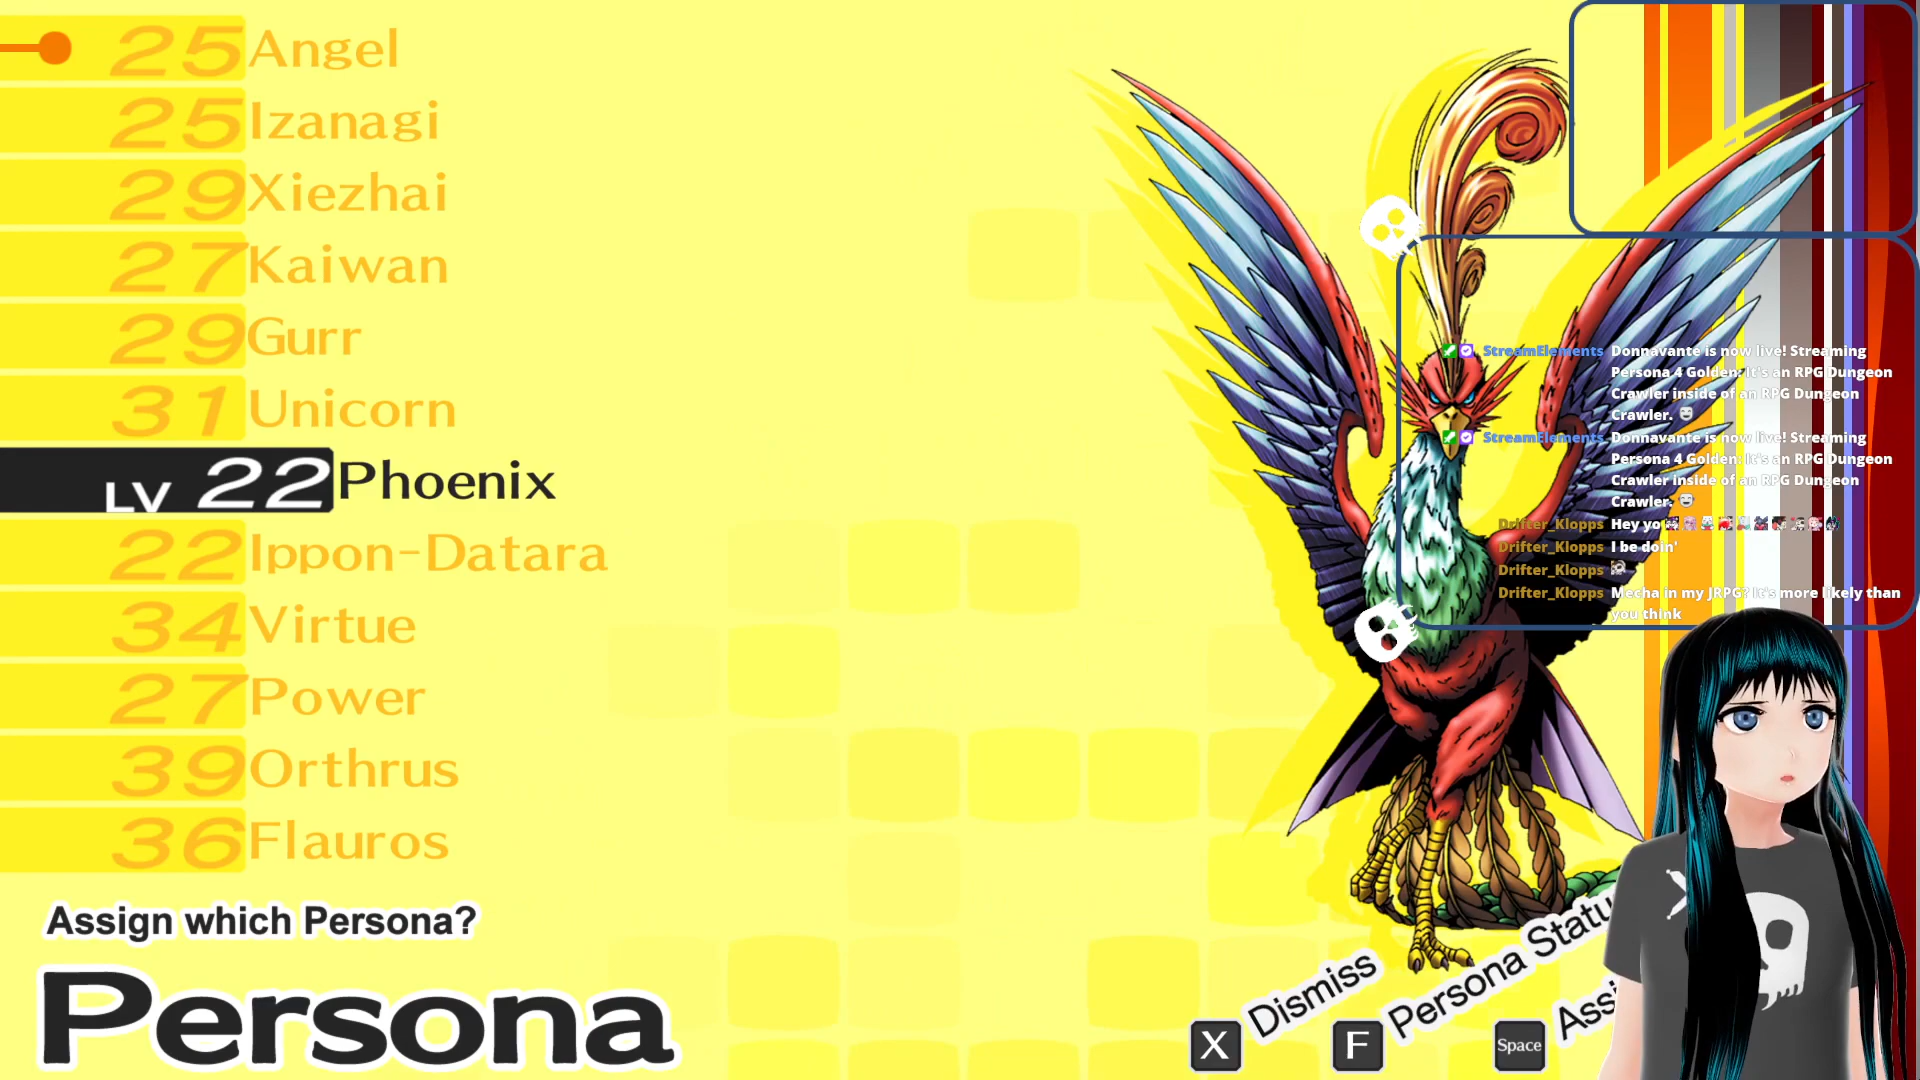 25 Angel
25 Izanagi
29 Xiezhai
27 Kaiwan
29 Gurr
31 Unicorn
LV 22 Phoenix
22 Ippon-Datara
34 Virtue
27 Power
39 Orthrus
36 Flauros
Assign which Persona?
Persona
X Dismiss
F Persona Statu
Space Assi
StreamElements Donnavante is now live! Streaming
Persona 4 Golden: It's an RPG Dungeon
Crawler inside of an RPG Dungeon
Crawler.
StreamElements Donnavante is now live! Streaming
Persona 4 Golden: It's an RPG Dungeon
Crawler inside of an RPG Dungeon
Crawler.
Drifter_Klopps Hey yo
Drifter_Klopps I be doin'
Drifter_Klopps
Drifter_Klopps Mecha in my JRPG? It's more likely than
you think